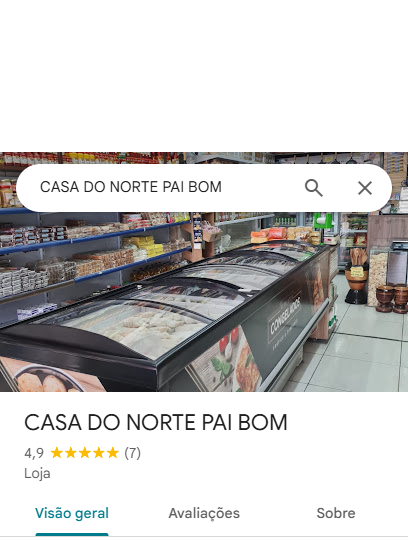 CASA DO NORTE PAI BOM
CONGELADOS
CASA DO NORTE PAI BOM
4,9 (7)
Loja
Visão geral
Avaliações
Sobre